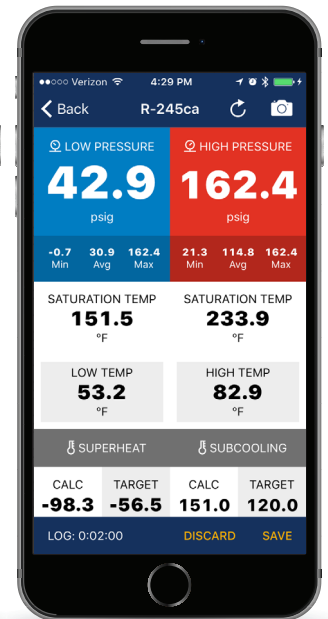 Verizon 4:29 PM
Back R-245ca
LOW PRESSURE HIGH PRESSURE
42.9 162.4
psig psig
-0.7 30.9 162.4 21.3 114.8 162.4
Min Avg Max Min Avg Max
SATURATION TEMP SATURATION TEMP
151.5 233.9
°F °F
LOW TEMP HIGH TEMP
53.2 82.9
°F °F
SUPERHEAT SUBCOOLING
CALC TARGET CALC TARGET
-98.3 -56.5 151.0 120.0
LOG: 0:02:00 DISCARD SAVE